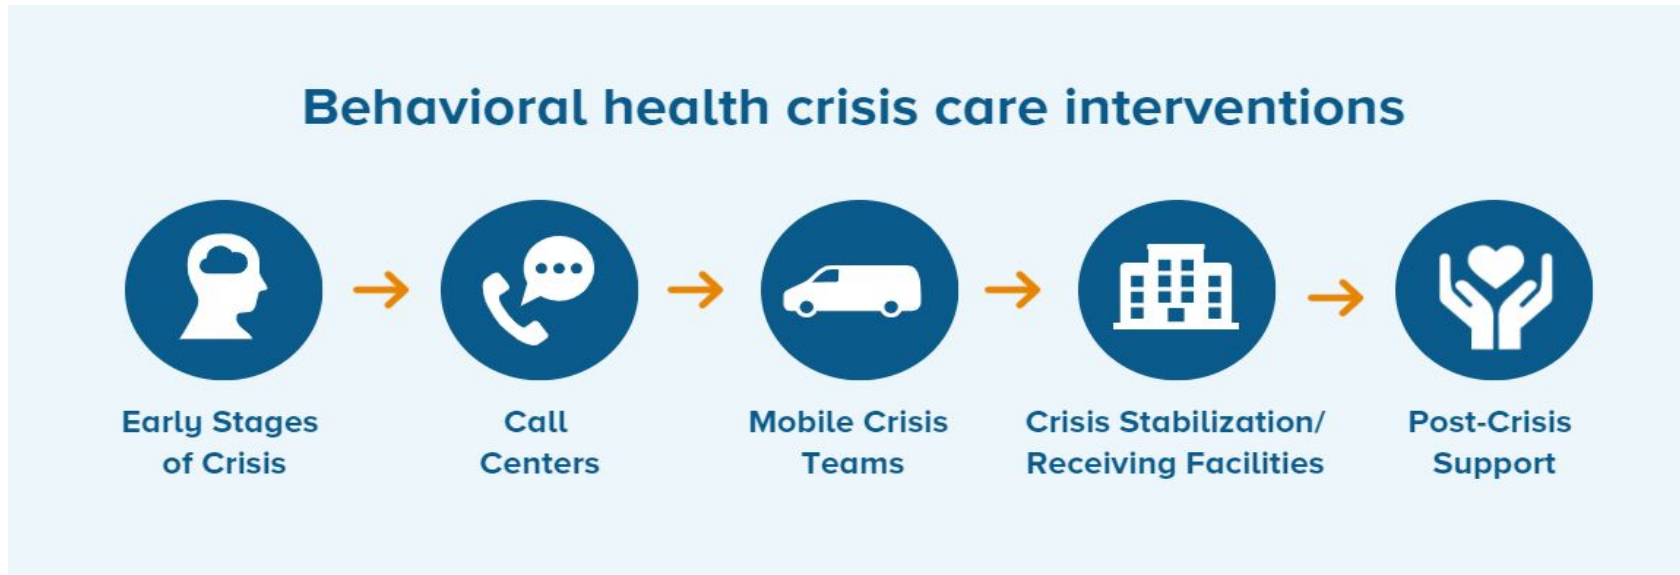 Behavioral health crisis care interventions
Early Stages
of Crisis
Call
Centers
Mobile Crisis
Teams
Crisis Stabilization/
Receiving Facilities
Post-Crisis
Support